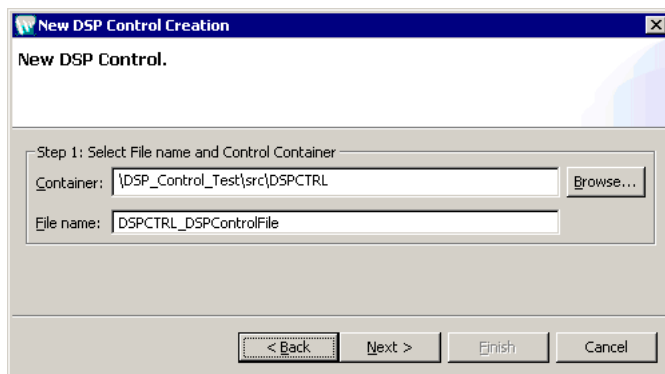 New DSP Control Creation
New DSP Control.
Step 1: Select File name and Control Container
Container: \DSP_Control_Test\src\DSPCTRL Browse...
File name: DSPCTRL_DSPControlFile
< Back Next > Finish Cancel